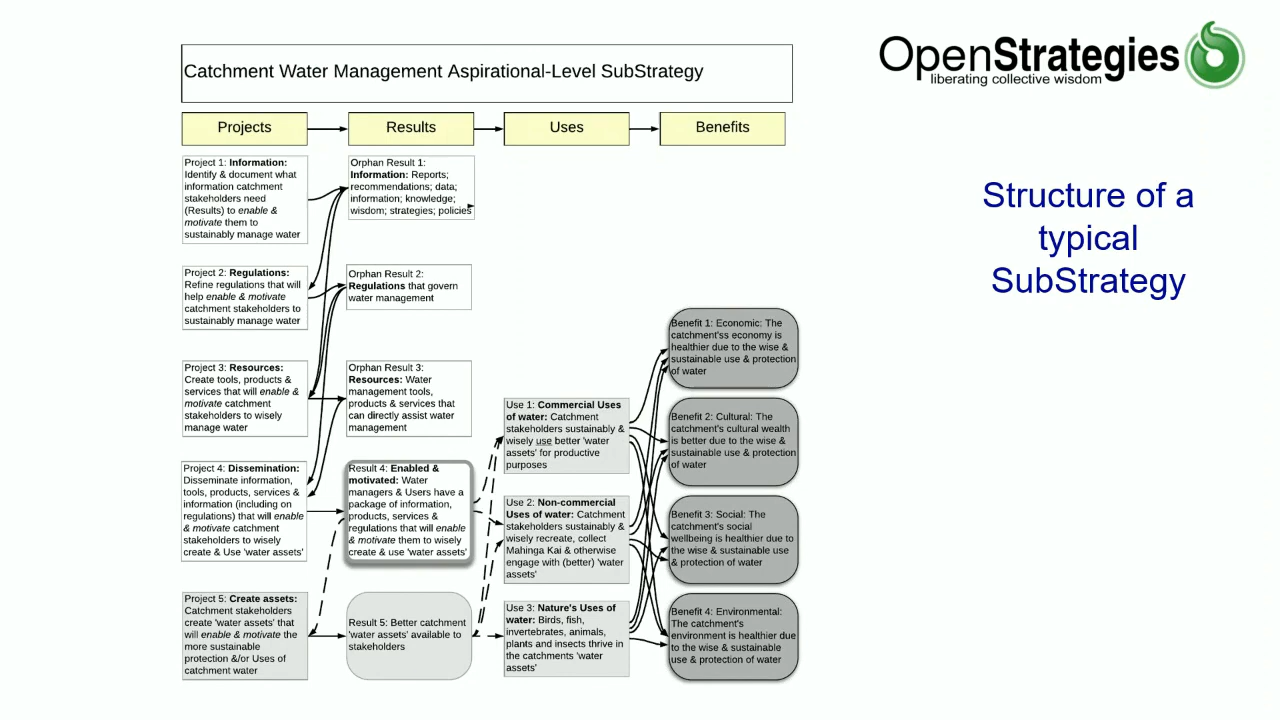 OpenStrategies
liberating collective wisdom
Structure of a
typical
SubStrategy
Catchment Water Management Aspirational-Level SubStrategy
Projects
Results
Uses
Benefits
Project 1: Information:
Identify & document what
information catchment
stakeholders need
(Results) to enable &
motivate them to
sustainably manage water
Project 2: Regulations:
Refine regulations that will
help enable & motivate
catchment stakeholders to
sustainably manage water
Project 3: Resources:
Create tools, products &
services that will enable &
motivate catchment
stakeholders to wisely
manage water
Project 4: Dissemination:
Disseminate information,
tools, products, services &
information (including on
regulations) that will enable
& motivate catchment
stakeholders to wisely
create & Use 'water assets'
Project 5: Create assets:
Catchment stakeholders
create 'water assets' that
will enable & motivate the
more sustainable
protection &/or Uses of
catchment water
Orphan Result 1:
Information: Reports;
recommendations; data;
information; knowledge;
wisdom; strategies; policies
Orphan Result 2:
Regulations that govern
water management
Orphan Result 3:
Resources: Water
management tools,
products & services that
can directly assist water
management
Result 4: Enabled &
motivated: Water
managers & Users have a
package of information,
products, services &
regulations that will enable
& motivate them to wisely
create & use 'water assets'
Result 5: Better catchment
'water assets' available to
stakeholders
Use 1: Commercial Uses
of water: Catchment
stakeholders sustainably &
wisely use better 'water
assets' for productive
purposes
Use 2: Non-commercial
Uses of water: Catchment
stakeholders sustainably &
wisely recreate, collect
Mahinga Kai & otherwise
engage with (better) 'water
assets'
Use 3: Nature's Uses of
water: Birds, fish,
invertebrates, animals,
plants and insects thrive in
the catchments 'water
assets'
Benefit 1: Economic: The
catchment'ss economy is
healthier due to the wise &
sustainable use & protection
of water
Benefit 2: Cultural: The
catchment's cultural wealth
is better due to the wise &
sustainable use & protection
of water
Benefit 3: Social: The
catchment's social
wellbeing is healthier due to
the wise & sustainable use
& protection of water
Benefit 4: Environmental:
The catchment's
environment is healthier due
to the wise & sustainable
use & protection of water